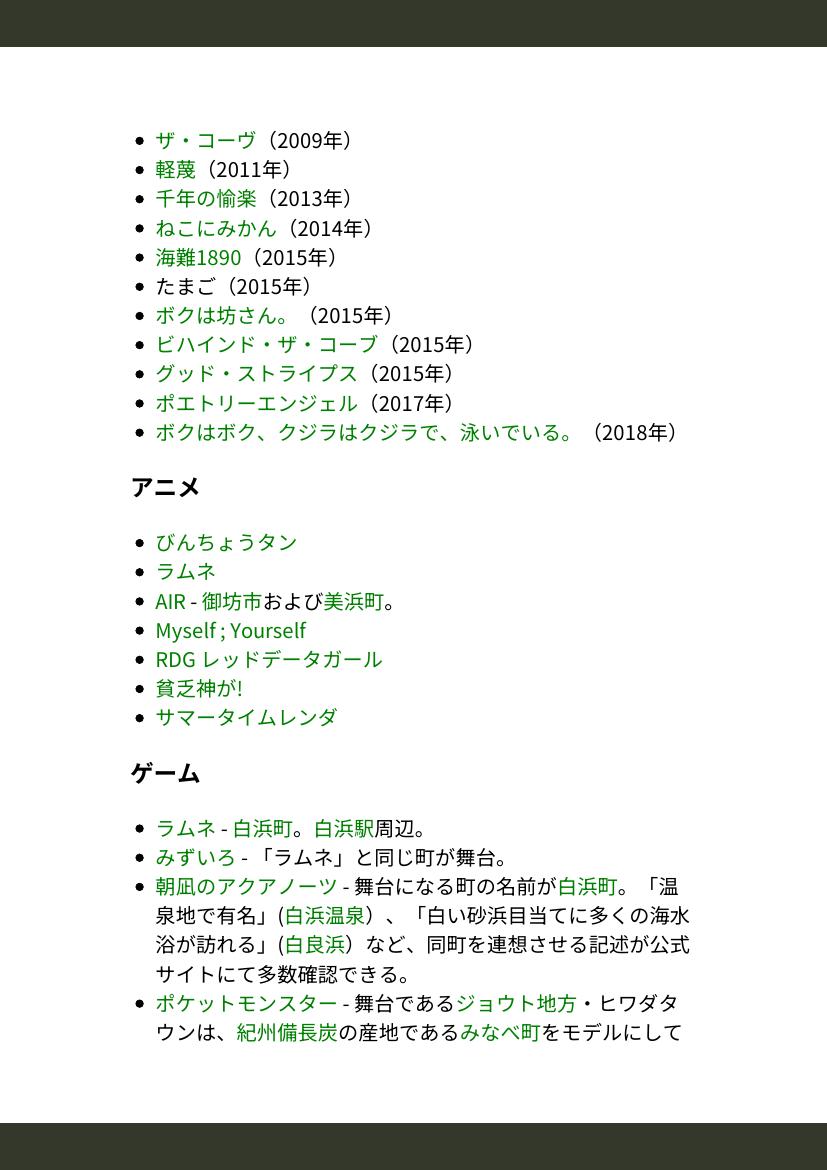 ザ・コーヴ（2009年）
軽蔑（2011年）
千年の愉楽（2013年）
ねこにみかん（2014年）
海難1890（2015年）
たまご（2015年）
ボクは坊さん。（2015年）
ビハインド・ザ・コーブ（2015年）
グッド・ストライプス（2015年）
ポエトリーエンジェル（2017年）
ボクはボク、クジラはクジラで、泳いでいる。（2018年）
アニメ
びんちょうタン
ラムネ
AIR - 御坊市および美浜町。
Myself ; Yourself
RDG レッドデータガール
貧乏神が!
サマータイムレンダ
ゲーム
ラムネ - 白浜町。白浜駅周辺。
みずいろ - 「ラムネ」と同じ町が舞台。
朝凪のアクアノーツ - 舞台になる町の名前が白浜町。「温
泉地で有名」(白浜温泉）、「白い砂浜目当てに多くの海水
浴が訪れる」(白良浜）など、同町を連想させる記述が公式
サイトにて多数確認できる。
ポケットモンスター - 舞台であるジョウト地方・ヒワダタ
ウンは、紀州備長炭の産地であるみなべ町をモデルにして